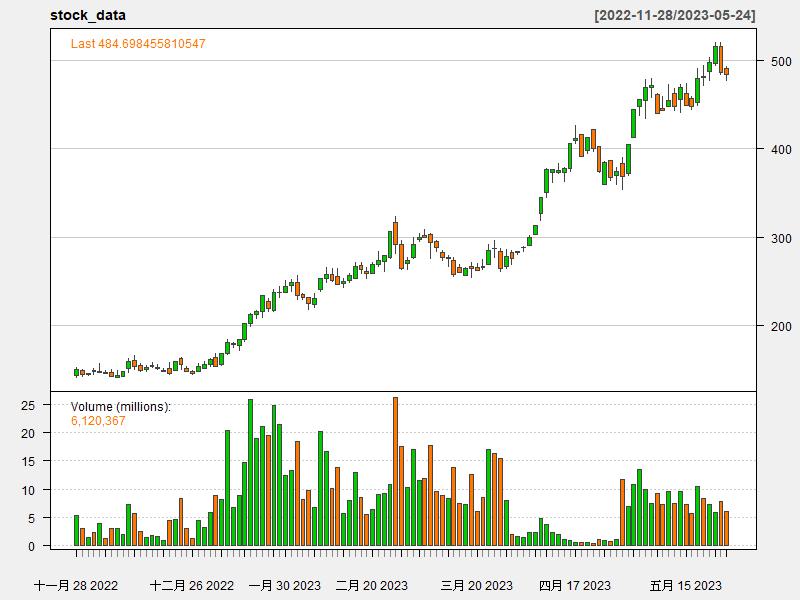 stock_data
[2022-11-28/2023-05-24]
Last 484.698455810547
500
400
300
200
Volume (millions):
6,120,367
25
20
15
10
5
0
十一月 28 2022
十二月 26 2022
一月 30 2023
二月 20 2023
三月 20 2023
四月 17 2023
五月 15 2023